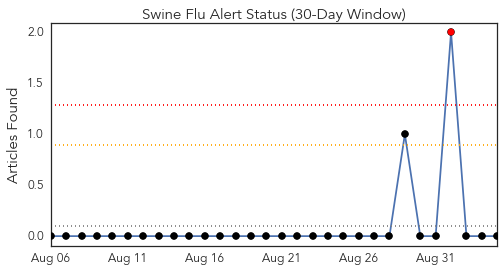 Swine Flu Alert Status (30-Day Window)
Articles Found
2.0
1.5
1.0
0.5
0.0
Aug 06 Aug 11 Aug 16 Aug 21 Aug 26 Aug 31